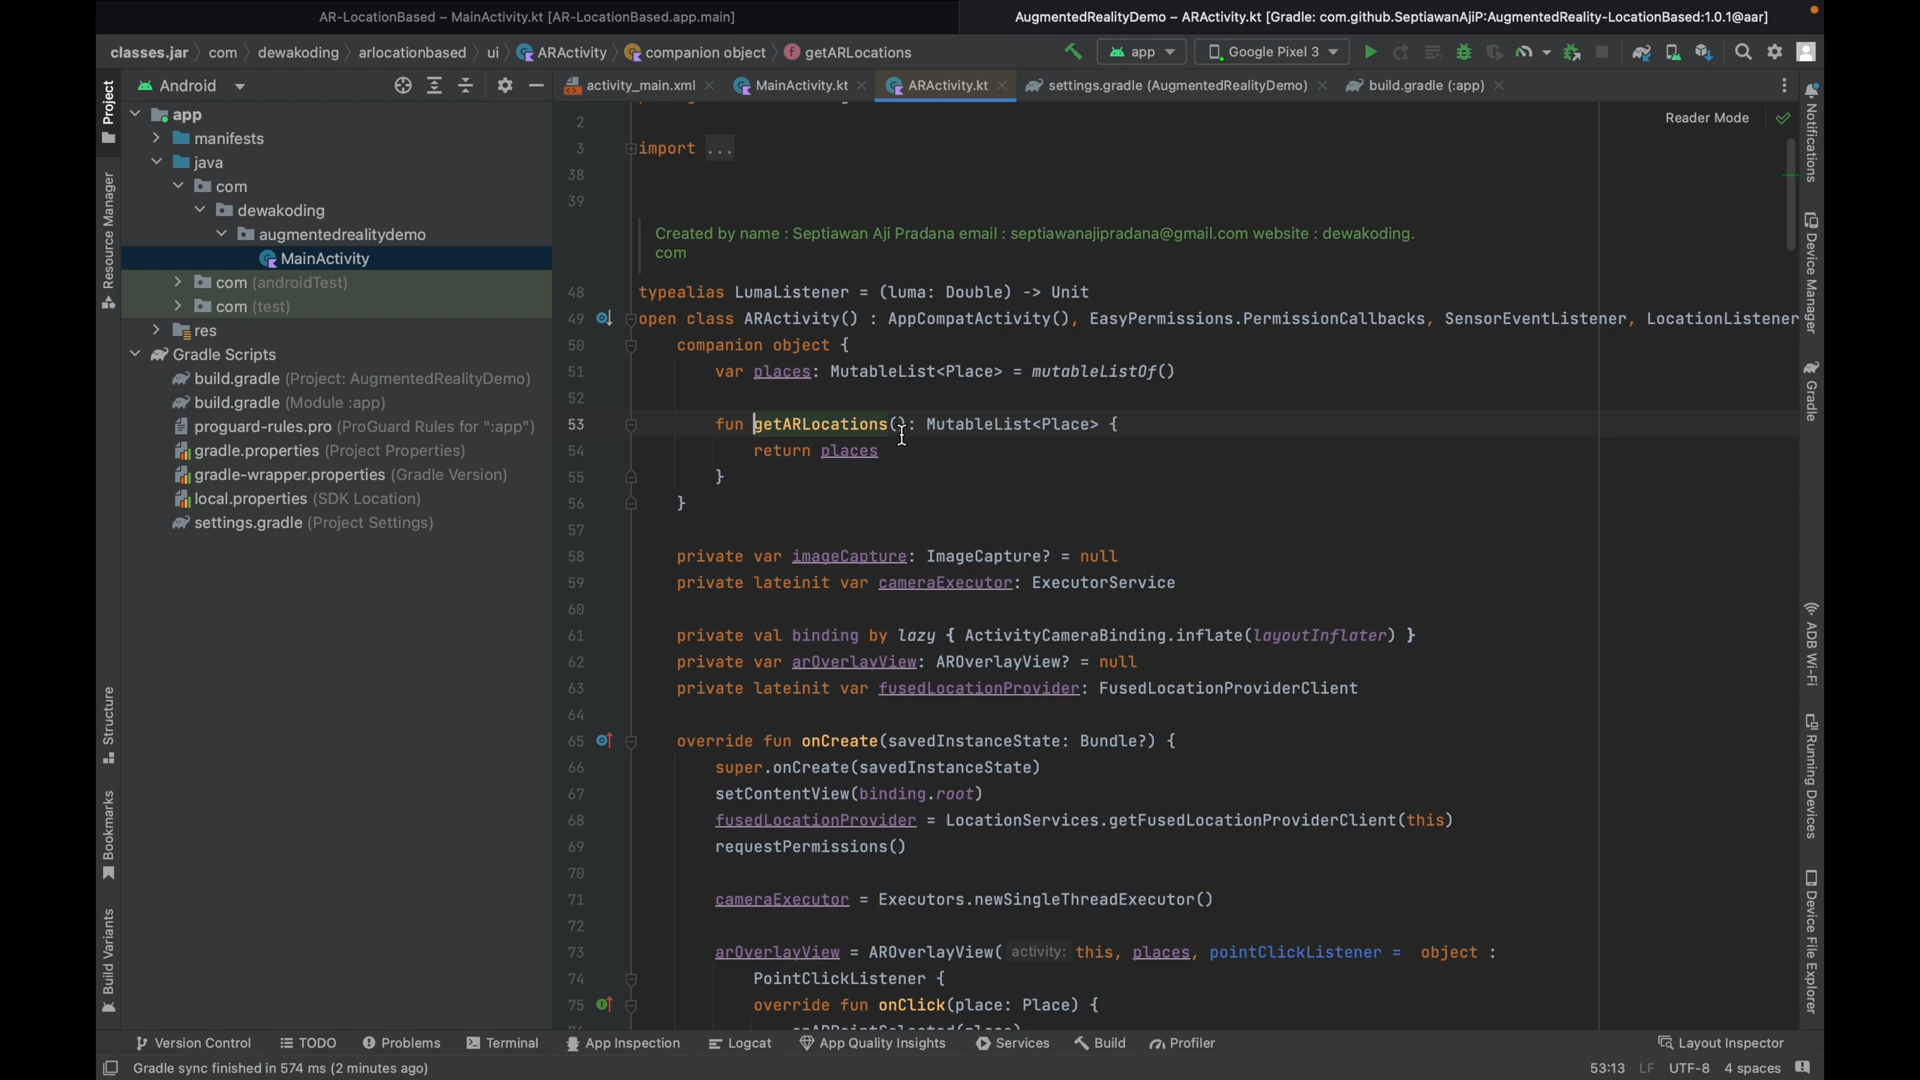 AR-LocationBased – MainActivity.kt [AR-LocationBased.app.main]
AugmentedRealityDemo – ARActivity.kt [Gradle: com.github.SeptiawanAjiP:AugmentedReality-LocationBased:1.0.1@aar]
classes.jar com dewakoding arlocationbased ui ARActivity companion object getARLocations
app Google Pixel 3
Project
Android
activity_main.xml MainActivity.kt ARActivity.kt settings.gradle (AugmentedRealityDemo) build.gradle (:app)
Notifications
Reader Mode
app
manifests
java
com
dewakoding
augmentedrealitydemo
MainActivity
com (androidTest)
com (test)
res
Gradle Scripts
build.gradle (Project: AugmentedRealityDemo)
build.gradle (Module :app)
proguard-rules.pro (ProGuard Rules for ":app")
gradle.properties (Project Properties)
gradle-wrapper.properties (Gradle Version)
local.properties (SDK Location)
settings.gradle (Project Settings)
Resource Manager
Structure
Bookmarks
Build Variants
2
3 import ...
38
39
Created by name : Septiawan Aji Pradana email : septiawanajipradana@gmail.com website : dewakoding.
com
48 typealias LumaListener = (luma: Double) -> Unit
49 open class ARActivity() : AppCompatActivity(), EasyPermissions.PermissionCallbacks, SensorEventListener, LocationListener
50 companion object {
51 var places: MutableList<Place> = mutableListOf()
52
53 fun getARLocations(): MutableList<Place> {
54 return places
55 }
56 }
57
58 private var imageCapture: ImageCapture? = null
59 private lateinit var cameraExecutor: ExecutorService
60
61 private val binding by lazy { ActivityCameraBinding.inflate(layoutInflater) }
62 private var arOverlayView: AROverlayView? = null
63 private lateinit var fusedLocationProvider: FusedLocationProviderClient
64
65 override fun onCreate(savedInstanceState: Bundle?) {
66 super.onCreate(savedInstanceState)
67 setContentView(binding.root)
68 fusedLocationProvider = LocationServices.getFusedLocationProviderClient(this)
69 requestPermissions()
70
71 cameraExecutor = Executors.newSingleThreadExecutor()
72
73 arOverlayView = AROverlayView( activity: this, places, pointClickListener = object :
74 PointClickListener {
75 override fun onClick(place: Place) {
Device Manager
Gradle
ADB Wi-Fi
Running Devices
Device File Explorer
Version Control TODO Problems Terminal App Inspection Logcat App Quality Insights Services Build Profiler Layout Inspector
Gradle sync finished in 574 ms (2 minutes ago) 53:13 LF UTF-8 4 spaces